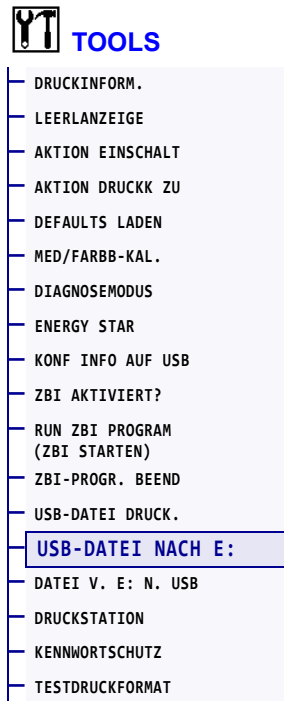 TOOLS
DRUCKINFORM.
LEERLANZEIGE
AKTION EINSCHALT
AKTION DRUCKK ZU
DEFAULTS LADEN
MED/FARBB-KAL.
DIAGNOSEMODUS
ENERGY STAR
KONF INFO AUF USB
ZBI AKTIVIERT?
RUN ZBI PROGRAM
(ZBI STARTEN)
ZBI-PROGR. BEEND
USB-DATEI DRUCK.
USB-DATEI NACH E:
DATEI V. E: N. USB
DRUCKSTATION
KENNWORTSCHUTZ
TESTDRUCKFORMAT